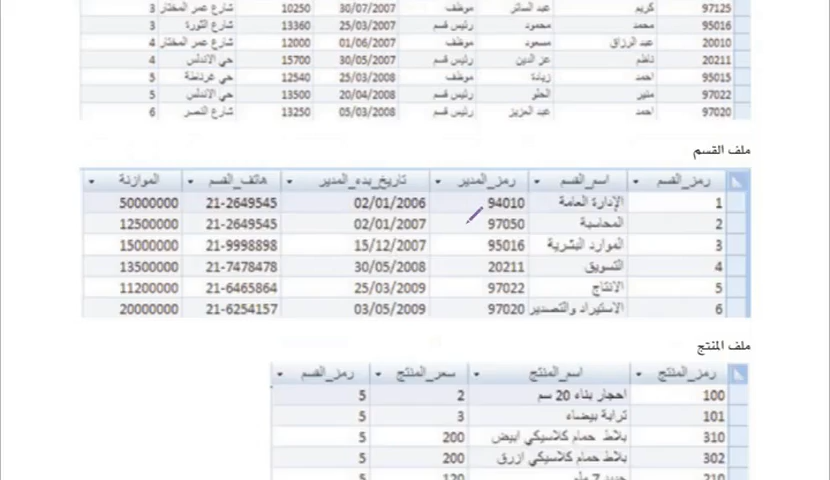 97125 كريم عبد الساتر موظف 30/07/2007 10250 شارع عمر المختار 3
95016 محمد محمود رئيس قسم 25/03/2007 13360 شارع الثورة 3
20010 عبد الرزاق مسعود موظف 01/06/2007 12000 شارع عمر المختار 4
20211 ناظم عز الدين رئيس قسم 30/05/2007 15700 حي الاندلس 4
95015 احمد زيادة موظف 25/03/2008 12540 حي غرناطة 5
97022 منير الحلو رئيس قسم 20/04/2008 13500 حي الاندلس 5
97020 احمد عبد العزيز رئيس قسم 05/03/2008 13250 شارع النصر 6
ملف القسم
رمز_القسم اسم_القسم رمز_المدير تاريخ_بدء_المدير هاتف_القسم الموازنة
1 الإدارة العامة 94010 02/01/2006 21-2649545 50000000
2 المحاسبة 97050 02/01/2007 21-2649545 12500000
3 الموارد البشرية 95016 15/12/2007 21-9998898 15000000
4 التسويق 20211 30/05/2008 21-7478478 13500000
5 الانتاج 97022 25/03/2009 21-6465864 11200000
6 الاستيراد والتصدير 97020 03/05/2009 21-6254157 20000000
ملف المنتج
رمز_المنتج اسم_المنتج سعر_المنتج رمز_القسم
100 احجار بناء 20 سم 2 5
101 ترابة بيضاء 3 5
310 بلاط حمام كلاسيكي ابيض 200 5
302 بلاط حمام كلاسيكي ازرق 200 5
210 حديد 7 ملم 120 5